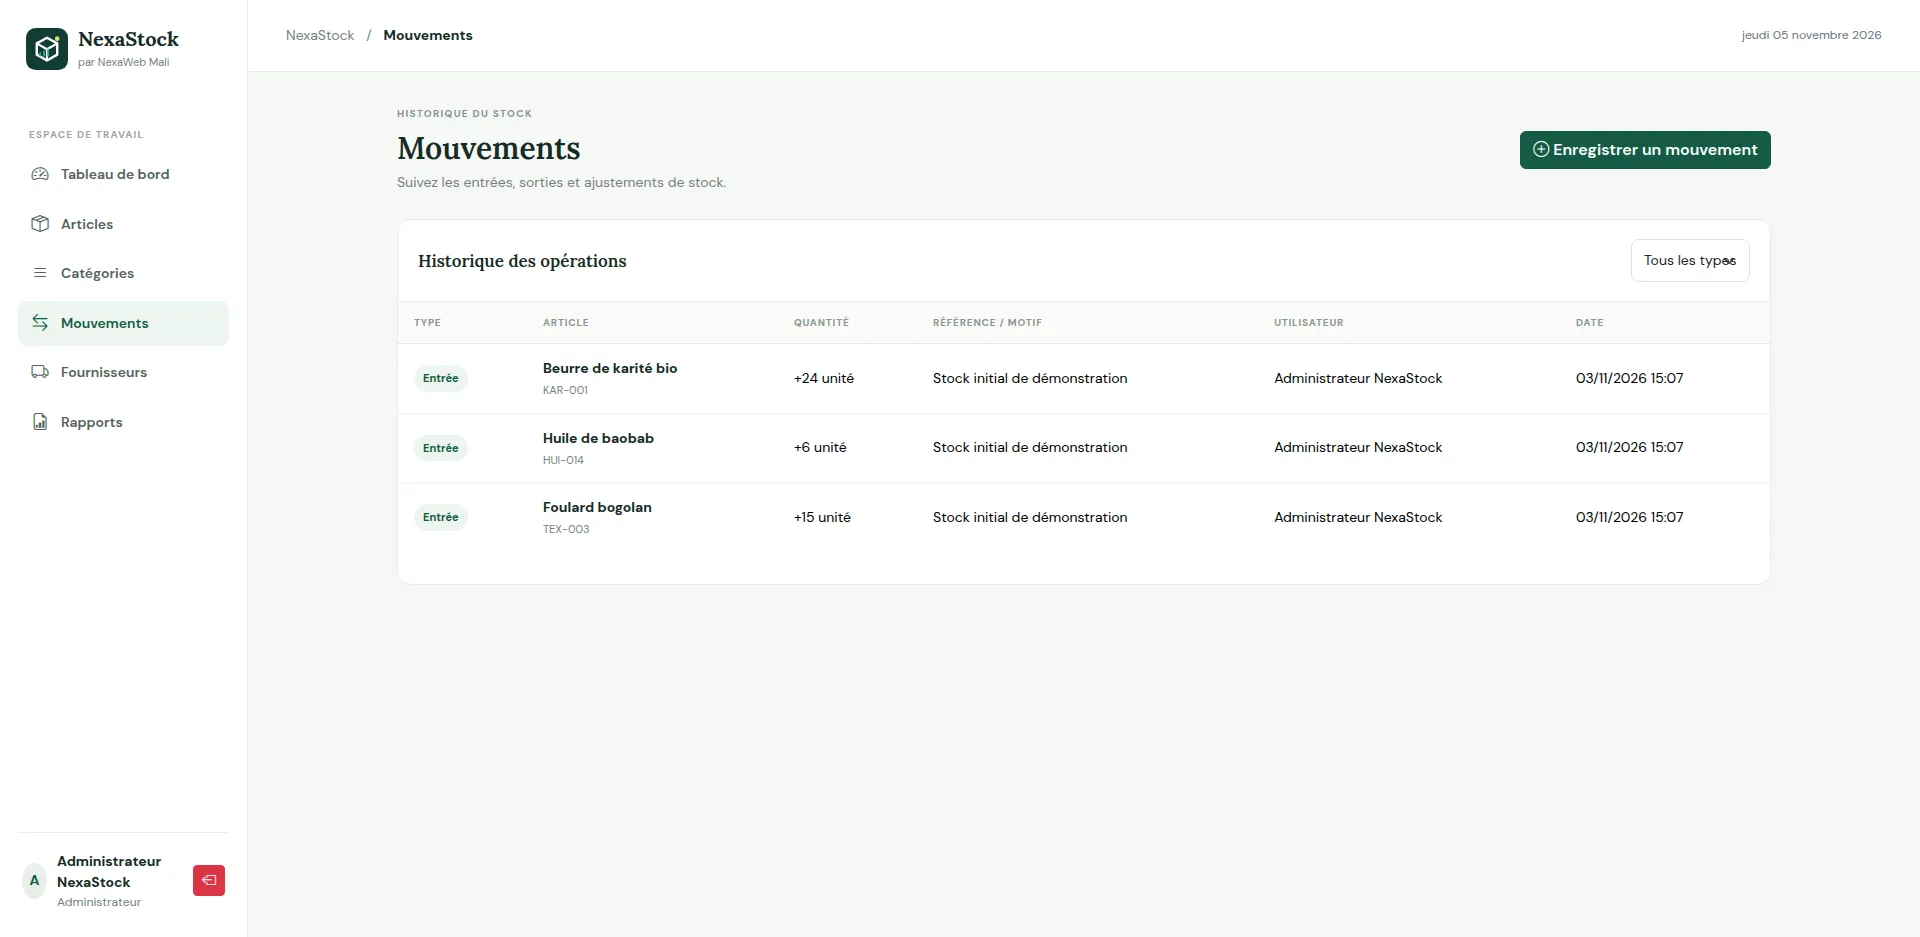 NexaStock
par NexaWeb Mali
ESPACE DE TRAVAIL
Tableau de bord
Articles
Catégories
Mouvements
Fournisseurs
Rapports
A
Administrateur
NexaStock
Administrateur
NexaStock / Mouvements
jeudi 05 novembre 2026
HISTORIQUE DU STOCK
Mouvements
Suivez les entrées, sorties et ajustements de stock.
Enregistrer un mouvement
Historique des opérations
Tous les types
TYPE ARTICLE QUANTITÉ RÉFÉRENCE / MOTIF UTILISATEUR DATE
Entrée Beurre de karité bio +24 unité Stock initial de démonstration Administrateur NexaStock 03/11/2026 15:07
KAR-001
Entrée Huile de baobab +6 unité Stock initial de démonstration Administrateur NexaStock 03/11/2026 15:07
HUI-014
Entrée Foulard bogolan +15 unité Stock initial de démonstration Administrateur NexaStock 03/11/2026 15:07
TEX-003